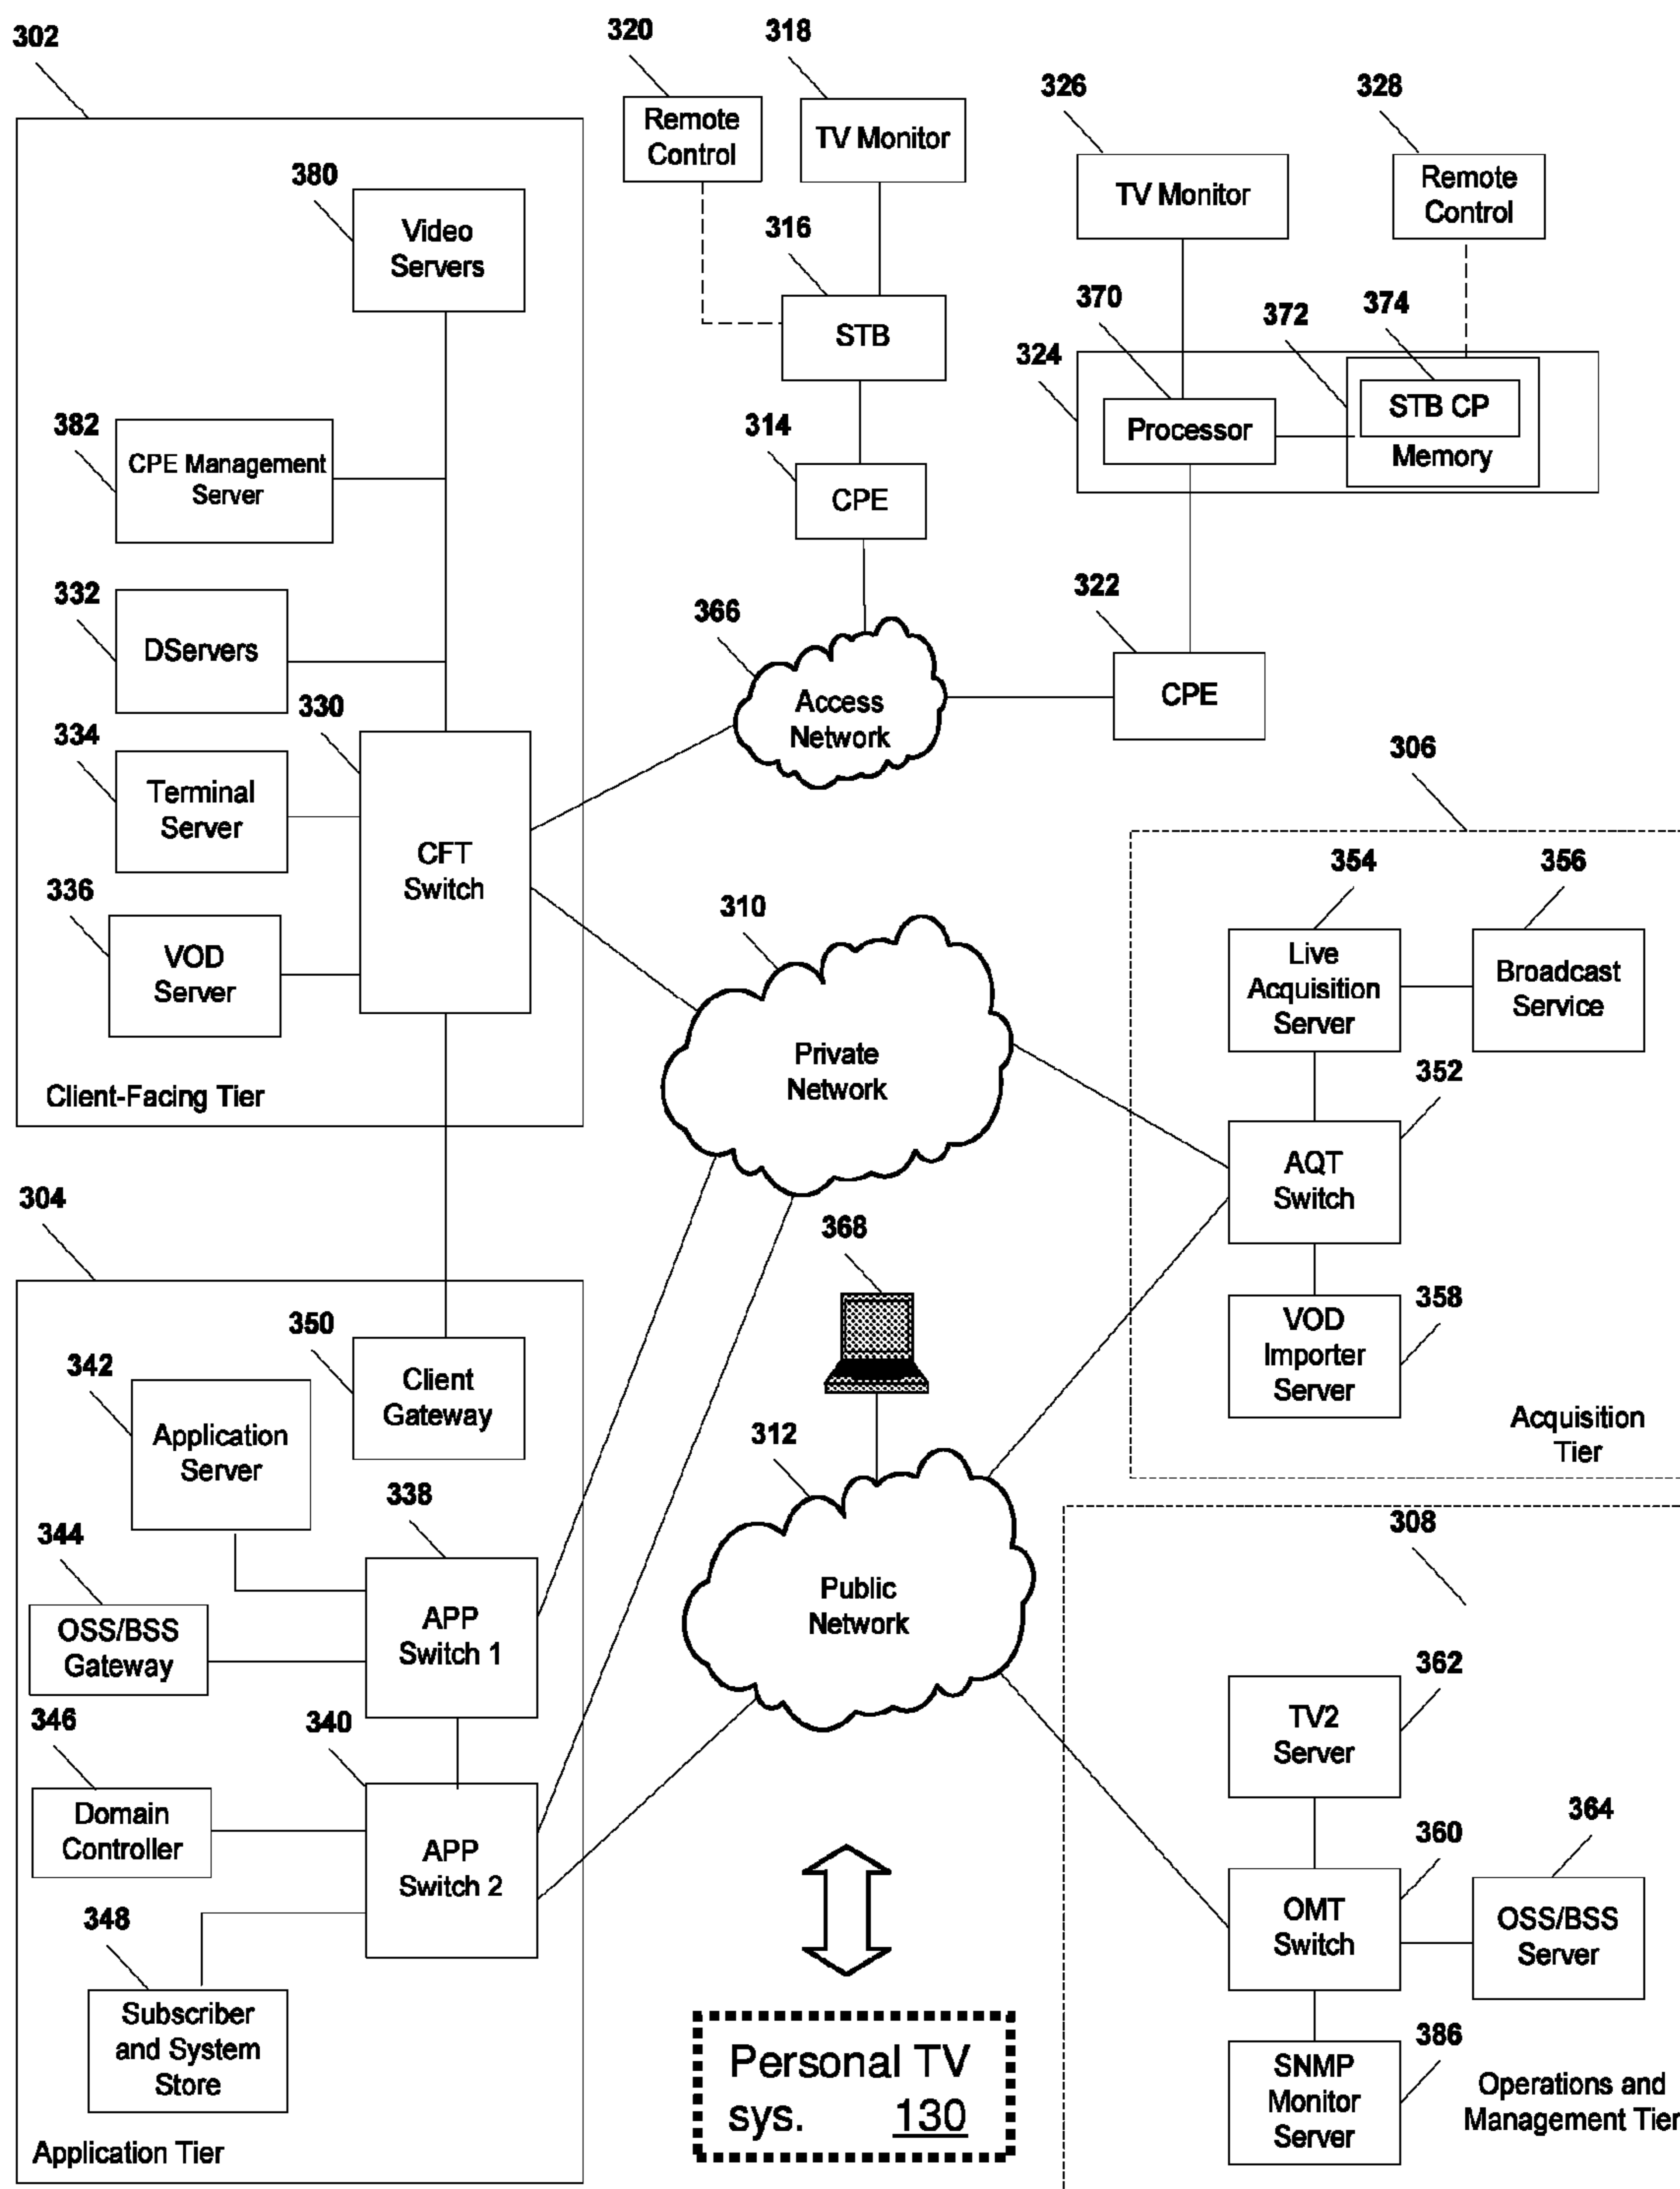 302
320
318
326
328
Remote
Control
TV Monitor
TV Monitor
Remote
Control
380
Video
Servers
316
STB
370
372
374
324
STB CP
Processor
Memory
382
CPE Management
Server
314
CPE
332
DServers
366
322
Access
Network
CPE
330
334
Terminal
Server
CFT
Switch
336
VOD
Server
Client-Facing Tier
310
Private
Network
306
354
356
Live
Acquisition
Server
Broadcast
Service
352
AQT
Switch
358
VOD
Importer
Server
Acquisition
Tier
304
368
350
Client
Gateway
342
Application
Server
338
344
OSS/BSS
Gateway
APP
Switch 1
312
Public
Network
308
362
TV2
Server
346
340
Domain
Controller
APP
Switch 2
348
Subscriber
and System
Store
Application Tier
360
364
OMT
Switch
OSS/BSS
Server
386
SNMP
Monitor
Server
Operations and
Management Tier
Personal TV
sys. 130